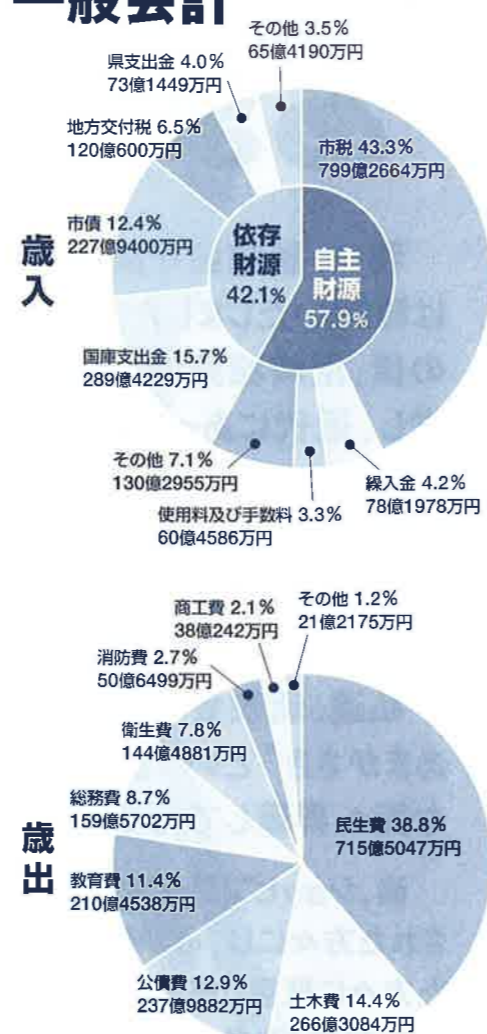 一般会計
歳入
その他 3.5%
65億4190万円
県支出金 4.0%
73億1449万円
地方交付税 6.5%
120億600万円
市債 12.4%
227億9400万円
国庫支出金 15.7%
289億4229万円
依存
財源
42.1%
自主
財源
57.9%
市税 43.3%
799億2664万円
その他 7.1%
130億2955万円
使用料及び手数料 3.3%
60億4586万円
繰入金 4.2%
78億1978万円
歳出
商工費 2.1%
38億242万円
その他 1.2%
21億2175万円
消防費 2.7%
50億6499万円
衛生費 7.8%
144億4881万円
総務費 8.7%
159億5702万円
教育費 11.4%
210億4538万円
公債費 12.9%
237億9882万円
土木費 14.4%
266億3084万円
民生費 38.8%
715億5047万円